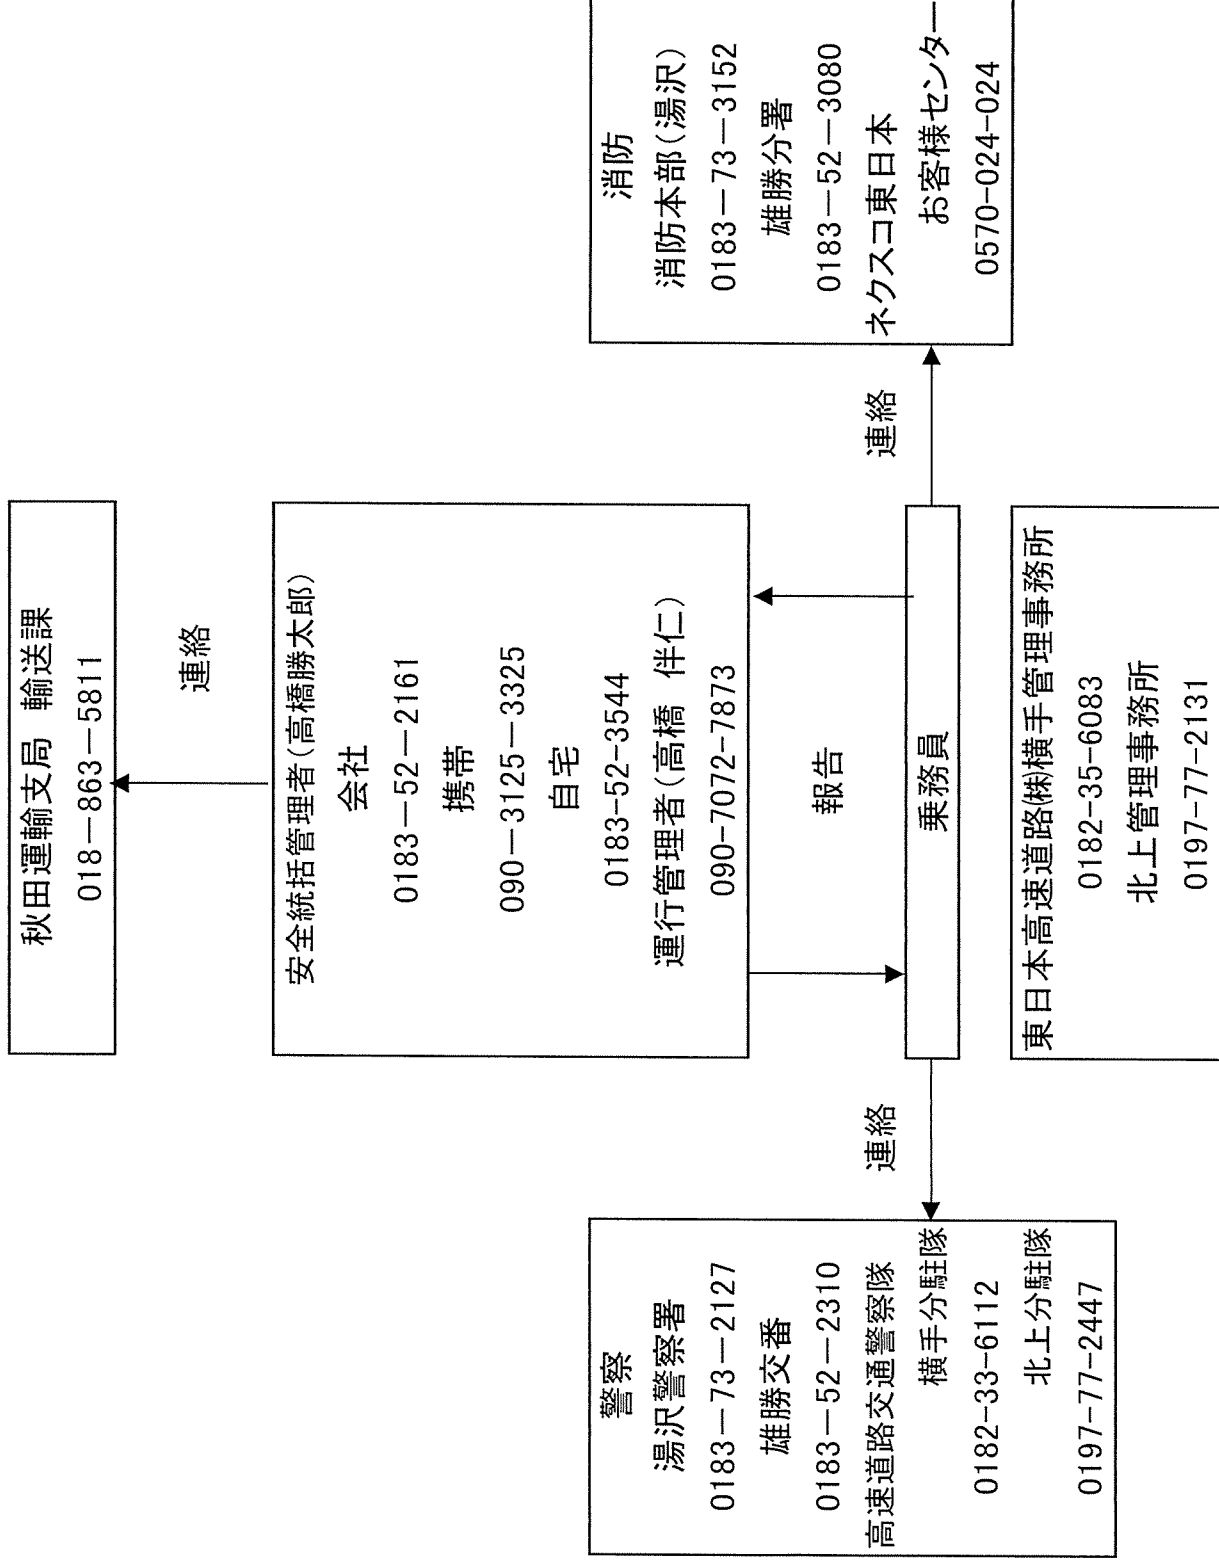 秋田運輸支局　輸送課
018－863－5811
連絡
安全統括管理者(高橋勝太郎)
会社
0183－52－2161
携帯
090－3125－3325
自宅
0183-52-3544
運行管理者(高橋　伴仁)
090-7072-7873
報告
乗務員
連絡
連絡
警察
湯沢警察署
0183－73－2127
雄勝交番
0183－52－2310
高速道路交通警察隊
横手分駐隊
0182-33-6112
北上分駐隊
0197-77-2447
消防
消防本部(湯沢)
0183－73－3152
雄勝分署
0183－52－3080
ネクスコ東日本
お客様センター
0570-024-024
東日本高速道路㈱横手管理事務所
0182-35-6083
北上管理事務所
0197-77-2131